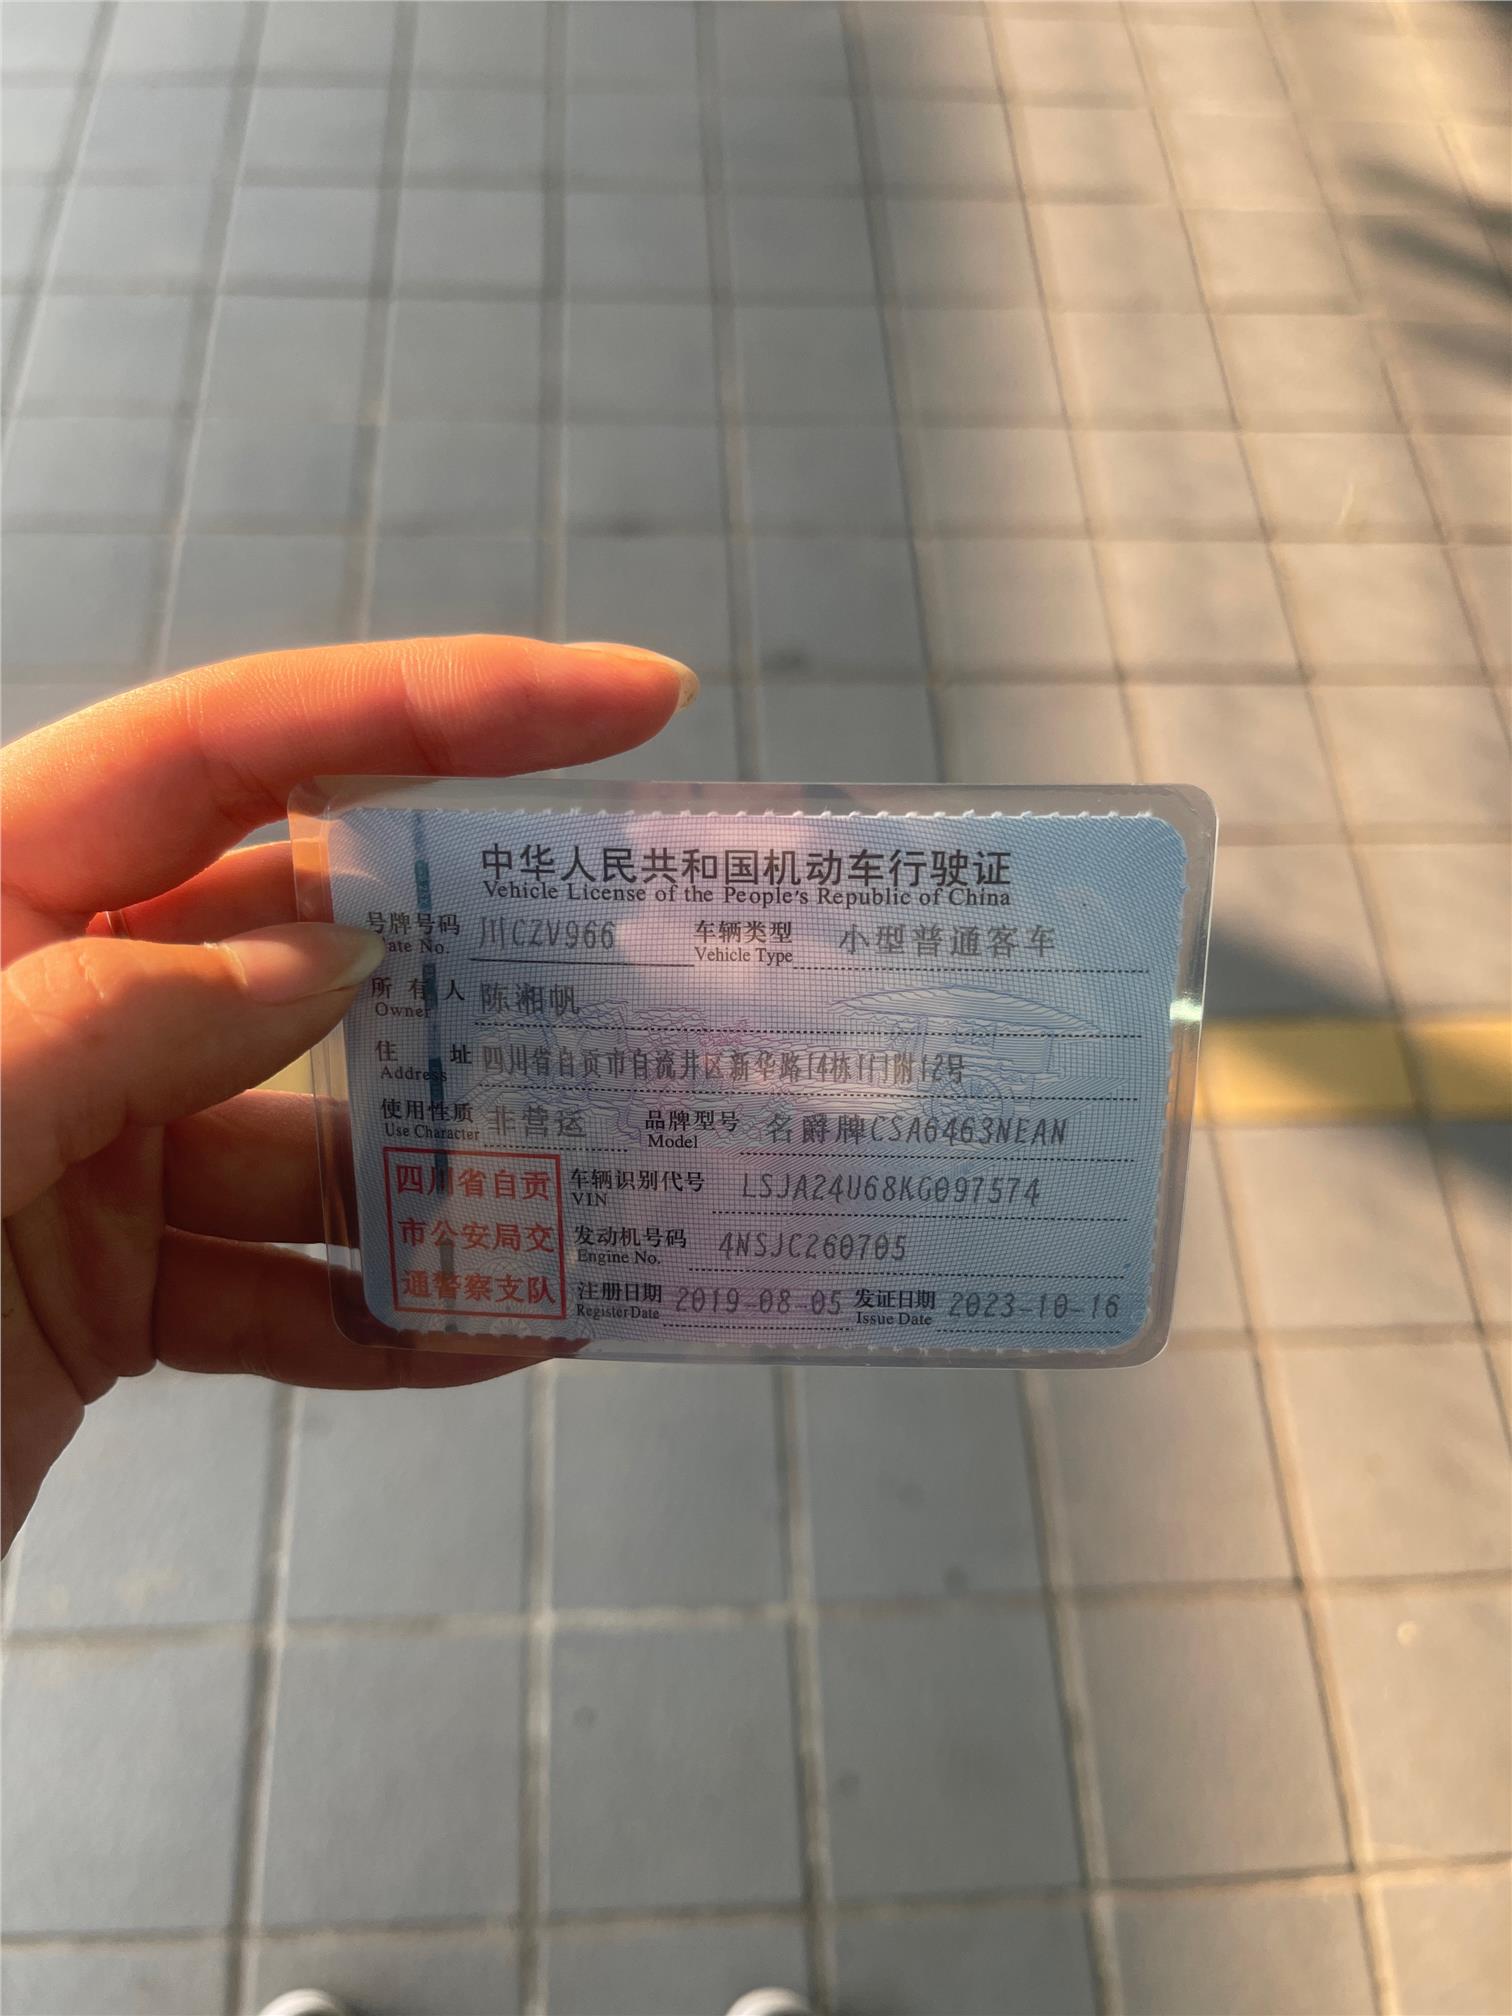 中华人民共和国机动车行驶证
Vehicle License of the People's Republic of China
号牌号码 川CZV966 车辆类型 小型普通客车
ate No. Vehicle Type
所有人 陈湘帆
Owner
住址 四川省自贡市自流井区新华路14栋1门附12号
Address
使用性质 非营运 品牌型号 名爵牌CSA6463NEAN
Use Character Model
四川省自贡
市公安局交
通警察支队
车辆识别代号 LSJA24U68KG097574
VIN
发动机号码 4NSJC260705
Engine No.
注册日期 2019-08-05 发证日期 2023-10-16
Register Date Issue Date